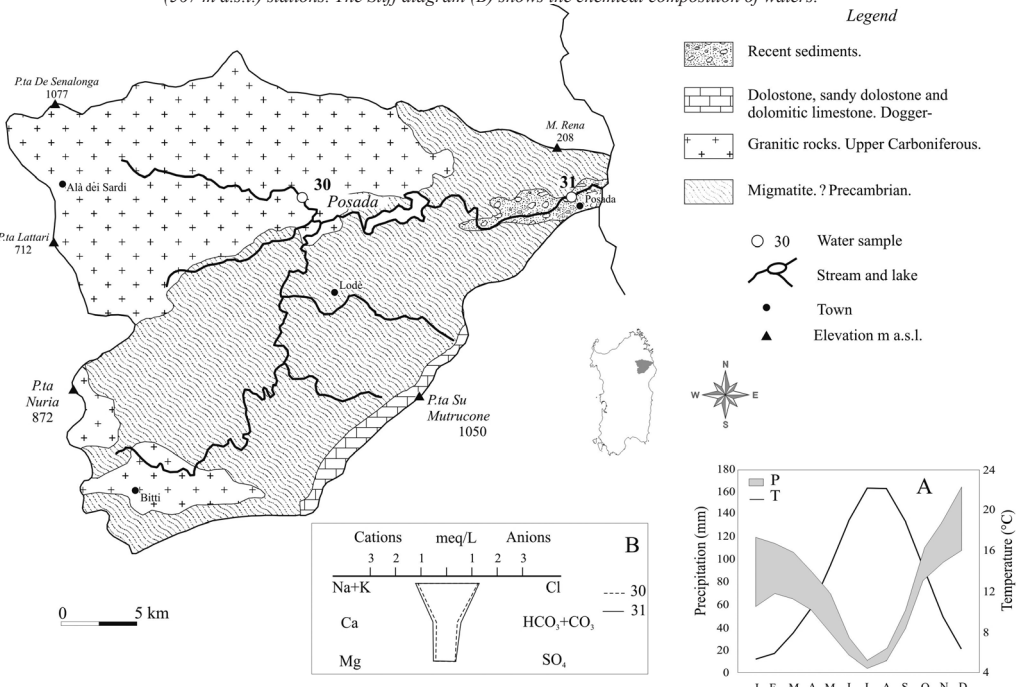 (507 m a.s.l.) stations. The Stiff diagram (B) shows the chemical composition of waters.
Legend
Recent sediments.
Dolostone, sandy dolostone and
dolomitic limestone. Dogger-
Granitic rocks. Upper Carboniferous.
Migmatite. ? Precambrian.
30 Water sample
Stream and lake
Town
Elevation m a.s.l.
P.ta De Senalonga
1077
M. Rena
208
Alà dei Sardi
30
Posada
31
Posada
P.ta Lattari
712
Lodè
P.ta
Nuria
872
P.ta Su
Mutrucone
1050
Bitti
0 5 km
N
W E
S
B
Cations meq/L Anions
3 2 1 1 2 3
Na+K Cl
Ca HCO3+CO3
Mg SO4
30
31
A
P
T
Precipitation (mm)
180
160
140
120
100
80
60
40
20
0
Temperature (°C)
24
20
16
12
8
4
J F M A M J J A S O N D